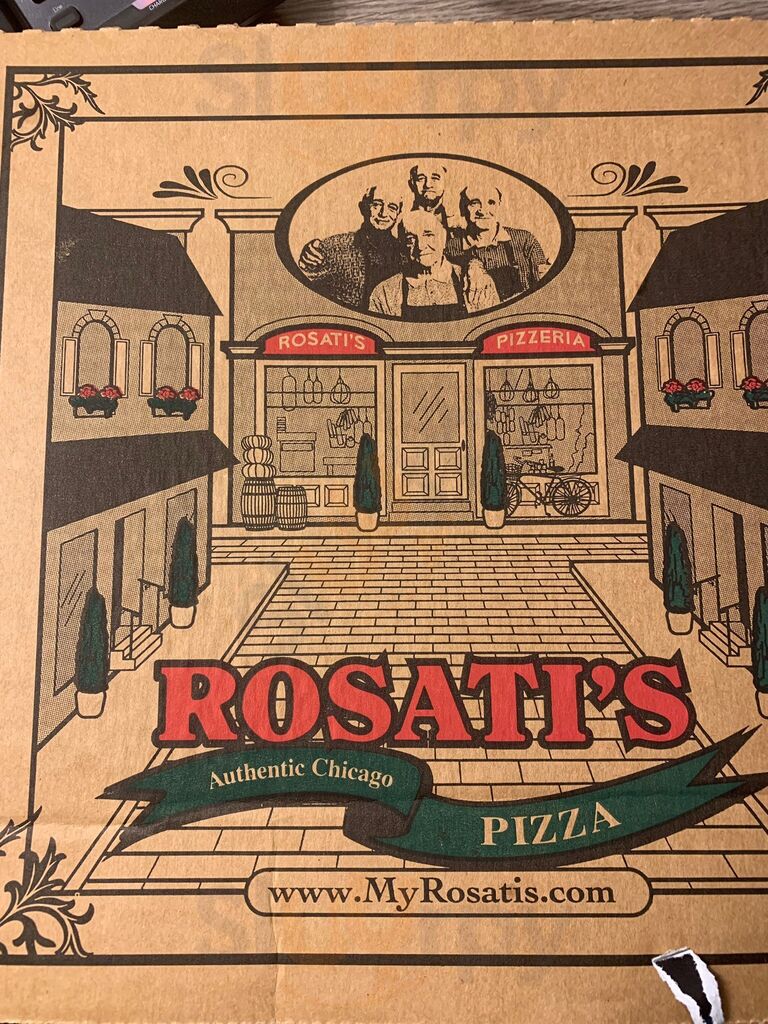 ROSATI'S PIZZERIA
ROSATI'S
Authentic Chicago
PIZZA
www.MyRosatis.com